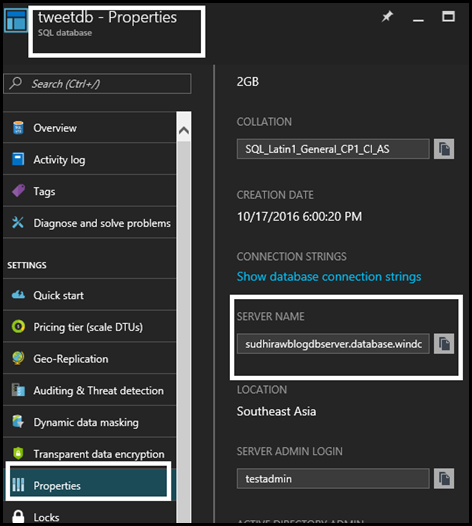 tweetdb - Properties
SQL database
Search (Ctrl+/)
Overview
Activity log
Tags
Diagnose and solve problems
SETTINGS
Quick start
Pricing tier (scale DTUs)
Geo-Replication
Auditing & Threat detection
Dynamic data masking
Transparent data encryption
Properties
Locks
2GB
COLLATION
SQL_Latin1_General_CP1_CI_AS
CREATION DATE
10/17/2016 6:00:20 PM
CONNECTION STRINGS
Show database connection strings
SERVER NAME
sudhirawblogdbserver.database.windc
LOCATION
Southeast Asia
SERVER ADMIN LOGIN
testadmin
ACTIVE DIRECTORY ADMIN